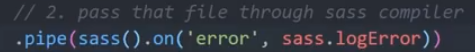 // 2. pass that file through sass compiler
.pipe(sass().on('error', sass.logError))